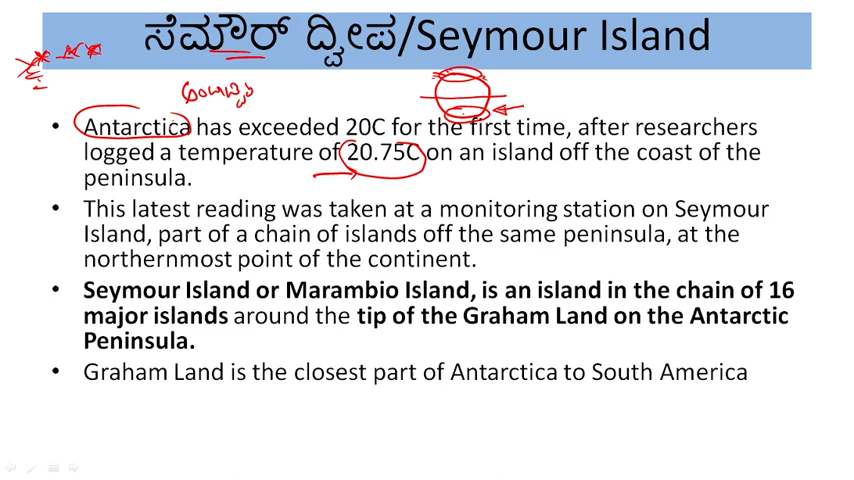 ಸೆಮೌರ್ ದ್ವೀಪ/Seymour Island
• Antarctica has exceeded 20C for the first time, after researchers
logged a temperature of 20.75C on an island off the coast of the
peninsula.
• This latest reading was taken at a monitoring station on Seymour
Island, part of a chain of islands off the same peninsula, at the
northernmost point of the continent.
• Seymour Island or Marambio Island, is an island in the chain of 16
major islands around the tip of the Graham Land on the Antarctic
Peninsula.
• Graham Land is the closest part of Antarctica to South America